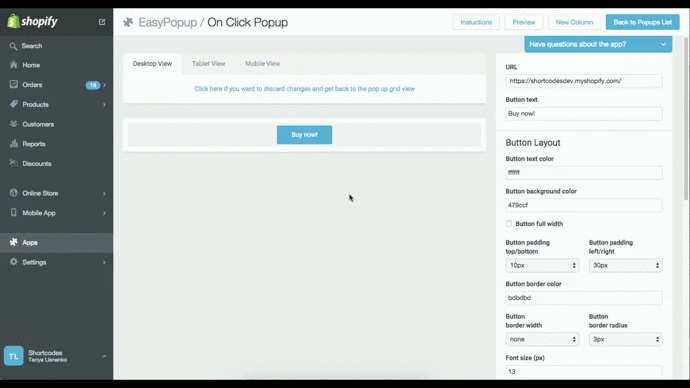 shopify
EasyPopup / On Click Popup
Instuctions
Preview
New Column
Back to Popups List
Have questions about the app?
Search
Home
Orders
18
Products
Customers
Reports
Discounts
Online Store
Mobile App
Apps
Settings
TL
Shortcodes
Tanya Lienenko
Desktop View
Tablet View
Mobile View
Click here if you want to discard changes and get back to the pop up grid view
Buy now!
URL
https://shortcodesdev.myshopify.com/
Button text
Buy now!
Button Layout
Button text color
ffffff
Button background color
479ccf
Button full width
Button padding
top/bottom
10px
Button padding
left/right
30px
Button border color
bdbdbd
Button
border width
none
Button
border radius
3px
Font size (px)
13